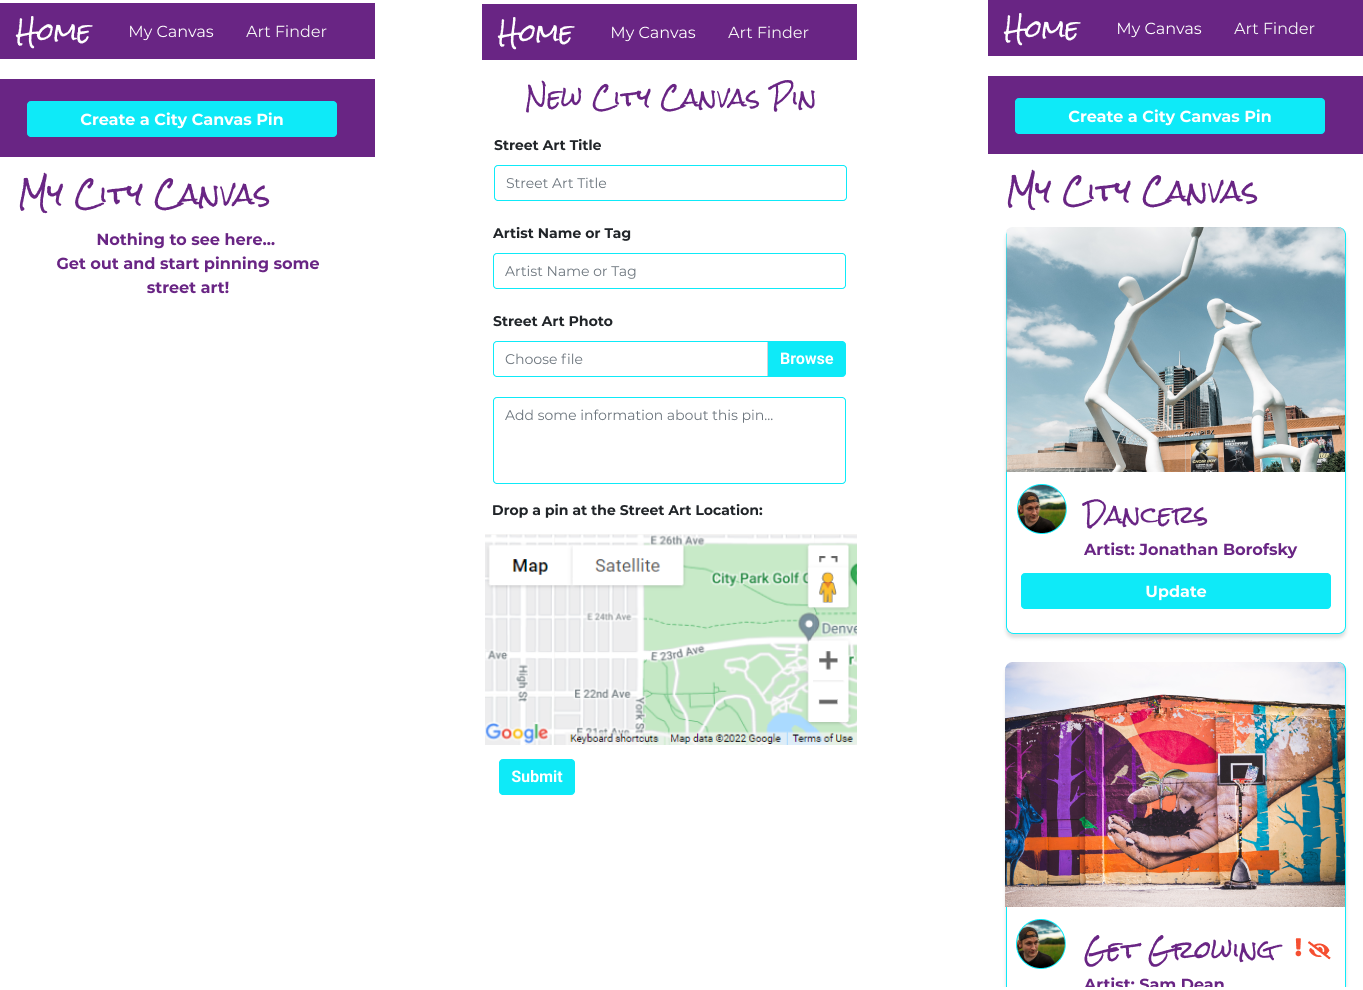 Home My Canvas Art Finder
Create a City Canvas Pin
My City Canvas
Nothing to see here...
Get out and start pinning some
street art!
Home My Canvas Art Finder
New City Canvas Pin
Street Art Title
Street Art Title
Artist Name or Tag
Artist Name or Tag
Street Art Photo
Choose file Browse
Add some information about this pin...
Drop a pin at the Street Art Location:
E 26th Ave
Map Satellite
City Park Golf C
E 24th Ave
Denve
Ave
E 23rd Ave
r
High St
E 22nd Ave
York St
E 21st Ave
Google
Keyboard shortcuts Map data ©2022 Google Terms of Use
Submit
Home My Canvas Art Finder
Create a City Canvas Pin
My City Canvas
Dancers
Artist: Jonathan Borofsky
Update
Get Growing !
Artist: Sam Dean